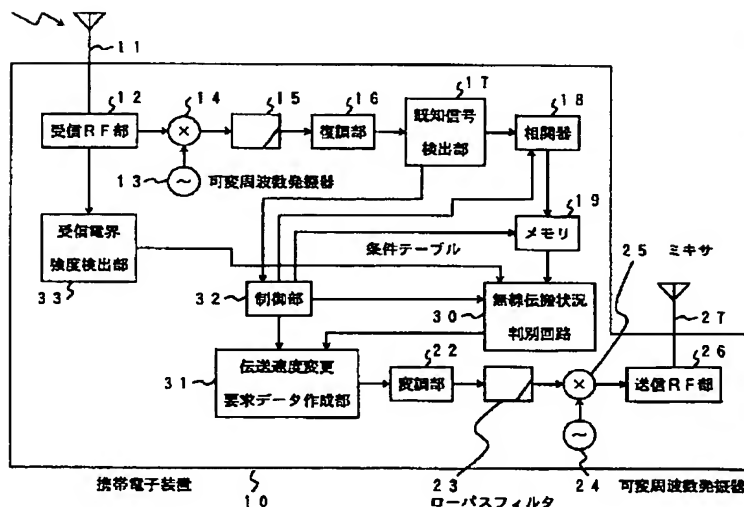 11
12
14
15
16
17
18
受信RF部
復調部
既知信号
検出部
相関器
13
可変周波数発振器
19
受信電界
強度検出部
33
条件テーブル
メモリ
25
ミキサ
32
制御部
30
無線伝搬状況
判別回路
27
31
伝送速度変更
要求データ作成部
22
変調部
26
送信RF部
携帯電子装置
10
23
ローパスフィルタ
24
可変周波数発振器